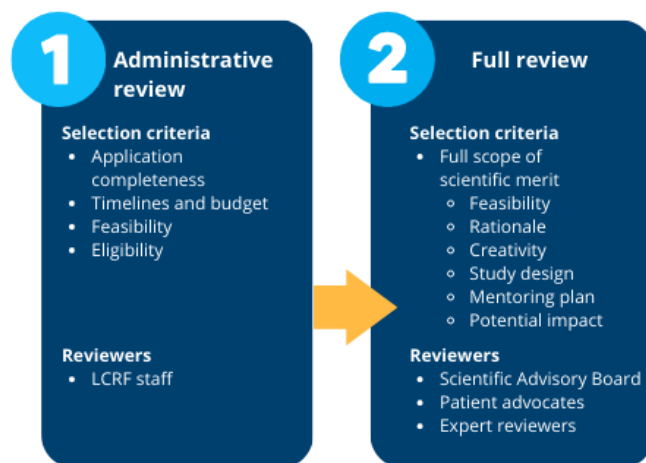 1
Administrative
review
Selection criteria
• Application
completeness
• Timelines and budget
• Feasibility
• Eligibility
Reviewers
• LCRF staff
2
Full review
Selection criteria
• Full scope of
scientific merit
◦ Feasibility
◦ Rationale
◦ Creativity
◦ Study design
◦ Mentoring plan
◦ Potential impact
Reviewers
• Scientific Advisory Board
• Patient advocates
• Expert reviewers